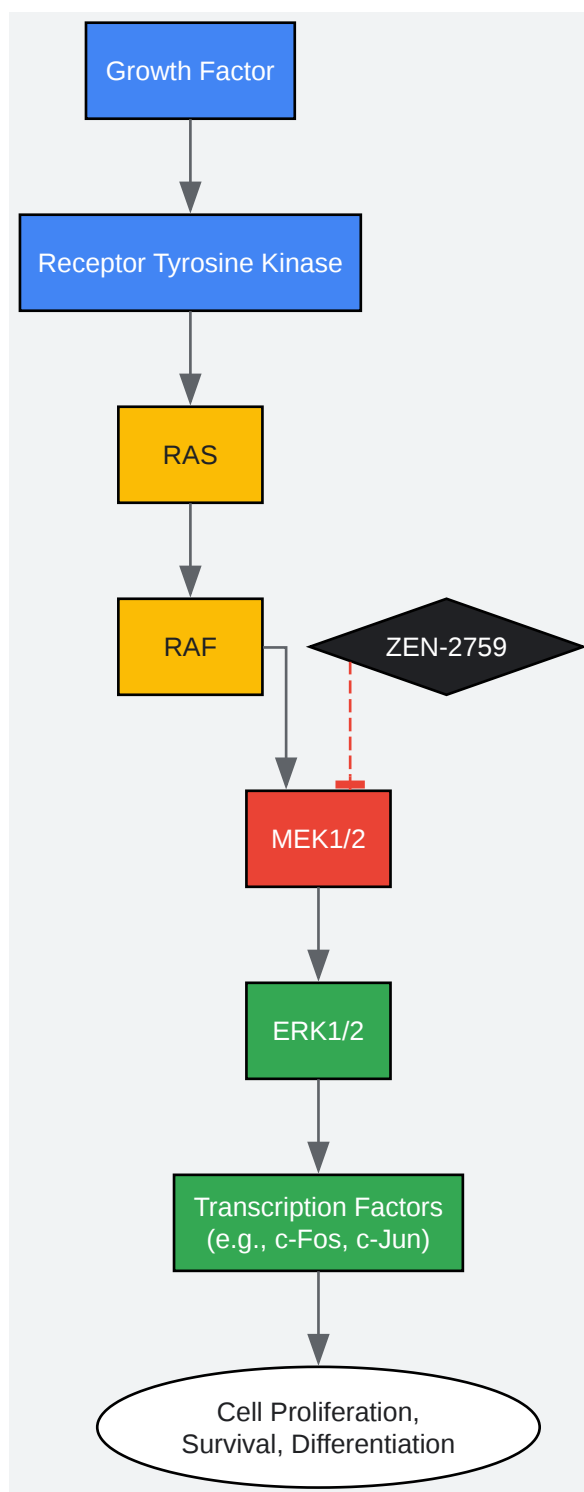 Growth Factor
Receptor Tyrosine Kinase
RAS
RAF
ZEN-2759
MEK1/2
ERK1/2
Transcription Factors
(e.g., c-Fos, c-Jun)
Cell Proliferation,
Survival, Differentiation